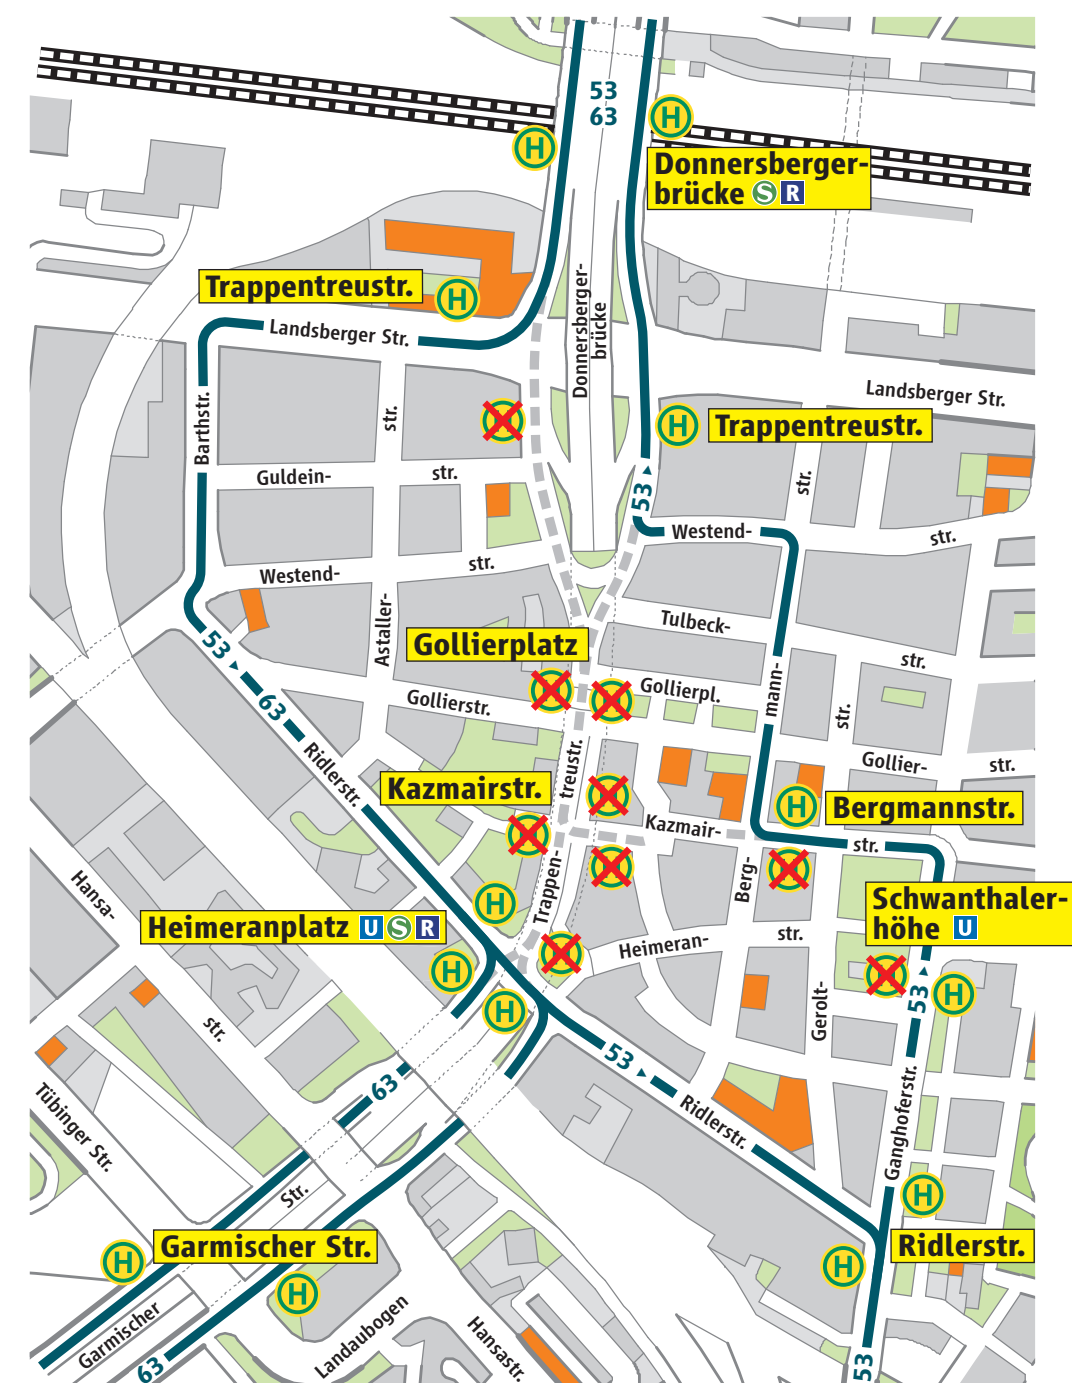 53
63
H
H
Donnersberger-
brücke S R
Trappentreustr.
H
Landsberger Str.
Donnersberger-
brücke
Landsberger Str.
Barthstr.
str.
H
H
Trappentreustr.
Guldein-
str.
str.
53
Westend-
str.
Westend-
str.
Astaller-
Tulbeck-
53
63
Gollierplatz
str.
H
H
Gollierpl.
Gollierstr.
mann-
str.
Ridlerstr.
treustr.
Gollier-
str.
Kazmairstr.
H
H
Bergmannstr.
H
Kazmair-
str.
H
Berg-
H
Hansa-
Trappen-
H
Schwanthaler-
höhe U
Heimeranplatz U S R
H
Heimeran-
str.
H
H
53
H
H
Gerolt-
str.
53
63
Tübinger Str.
Ridlerstr.
Ganghoferstr.
Str.
H
Garmischer Str.
H
H
Ridlerstr.
H
Garmischer
63
Landaubogen
Hansastr.
53